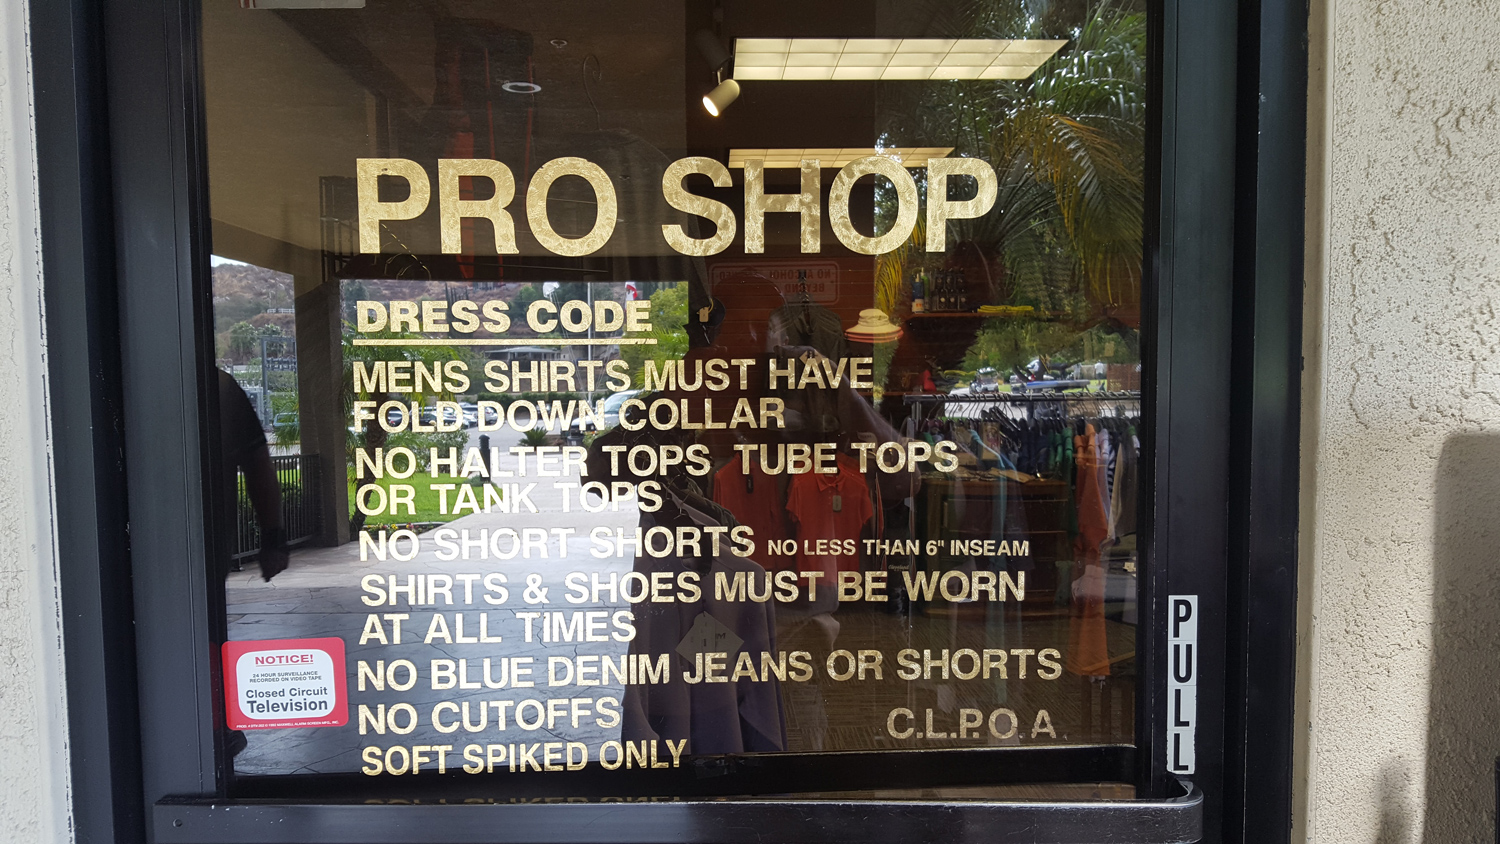 PRO SHOP
DRESS CODE
MENS SHIRTS MUST HAVE
FOLD DOWN COLLAR
NO HALTER TOPS TUBE TOPS
OR TANK TOPS
NO SHORT SHORTS NO LESS THAN 6" INSEAM
SHIRTS & SHOES MUST BE WORN
AT ALL TIMES
NO BLUE DENIM JEANS OR SHORTS
NO CUTOFFS
C.L.P.O.A
SOFT SPIKED ONLY
NOTICE!
24 HOUR SURVEILLANCE
RECORDED ON VIDEO TAPE
Closed Circuit
Television
PULL
NO ALCOHOL
BEYOND